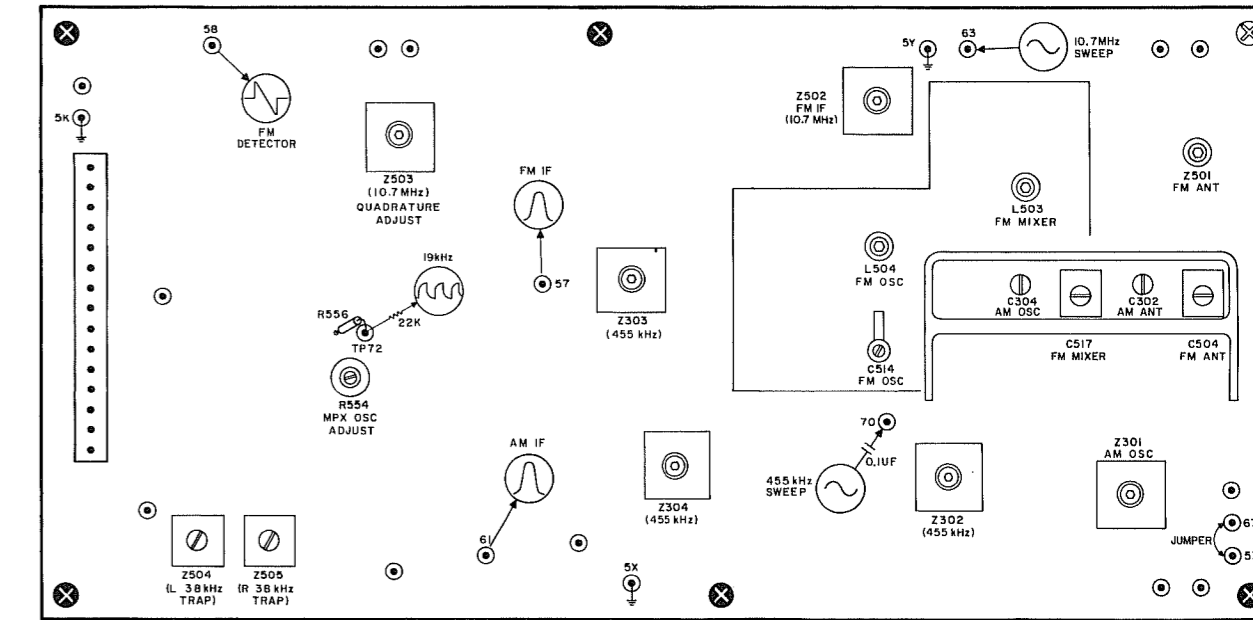 58
FM
DETECTOR
5K
Z503
(10.7 MHz)
QUADRATURE
ADJUST
FM IF
57
19kHz
R556
22K
TP72
R554
MPX OSC
ADJUST
Z303
(455 kHz)
AM IF
61
Z304
(455 kHz)
Z504
(L 38 kHz
TRAP)
Z505
(R 38 kHz
TRAP)
5X
5Y
63
10.7MHz
SWEEP
Z502
FM IF
(10.7 MHz)
Z501
FM ANT
L503
FM MIXER
L504
FM OSC
C304
AM OSC
C302
AM ANT
C517
FM MIXER
C504
FM ANT
C514
FM OSC
70
0.1UF
455 kHz
SWEEP
Z302
(455 kHz)
Z301
AM OSC
67
JUMPER